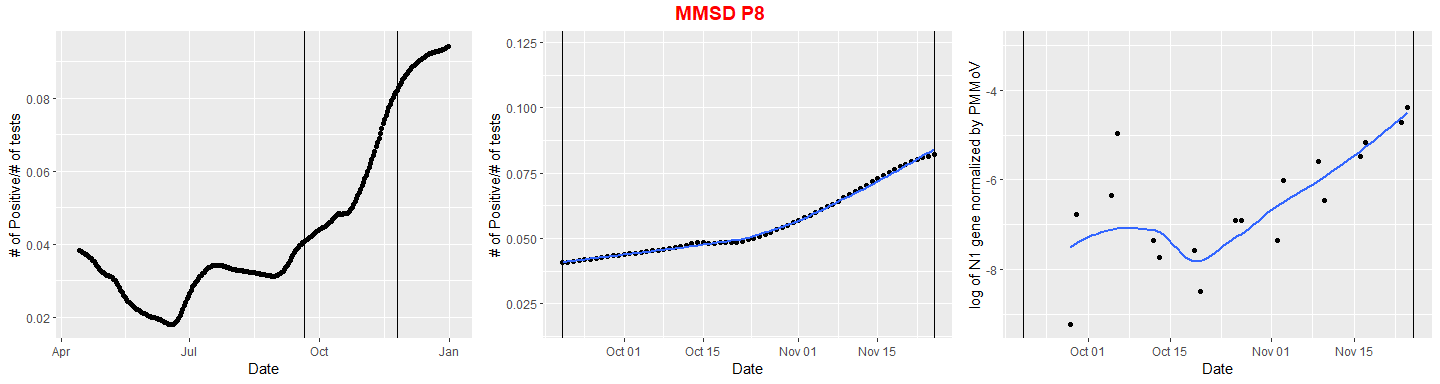 MMSD P8
# of Positive/# of tests
0.08
0.06
0.04
0.02
Apr
Jul
Oct
Jan
Date
# of Positive/# of tests
0.125
0.100
0.075
0.050
0.025
Oct 01
Oct 15
Nov 01
Nov 15
Date
log of N1 gene normalized by PMMoV
-4
-6
-8
Oct 01
Oct 15
Nov 01
Nov 15
Date